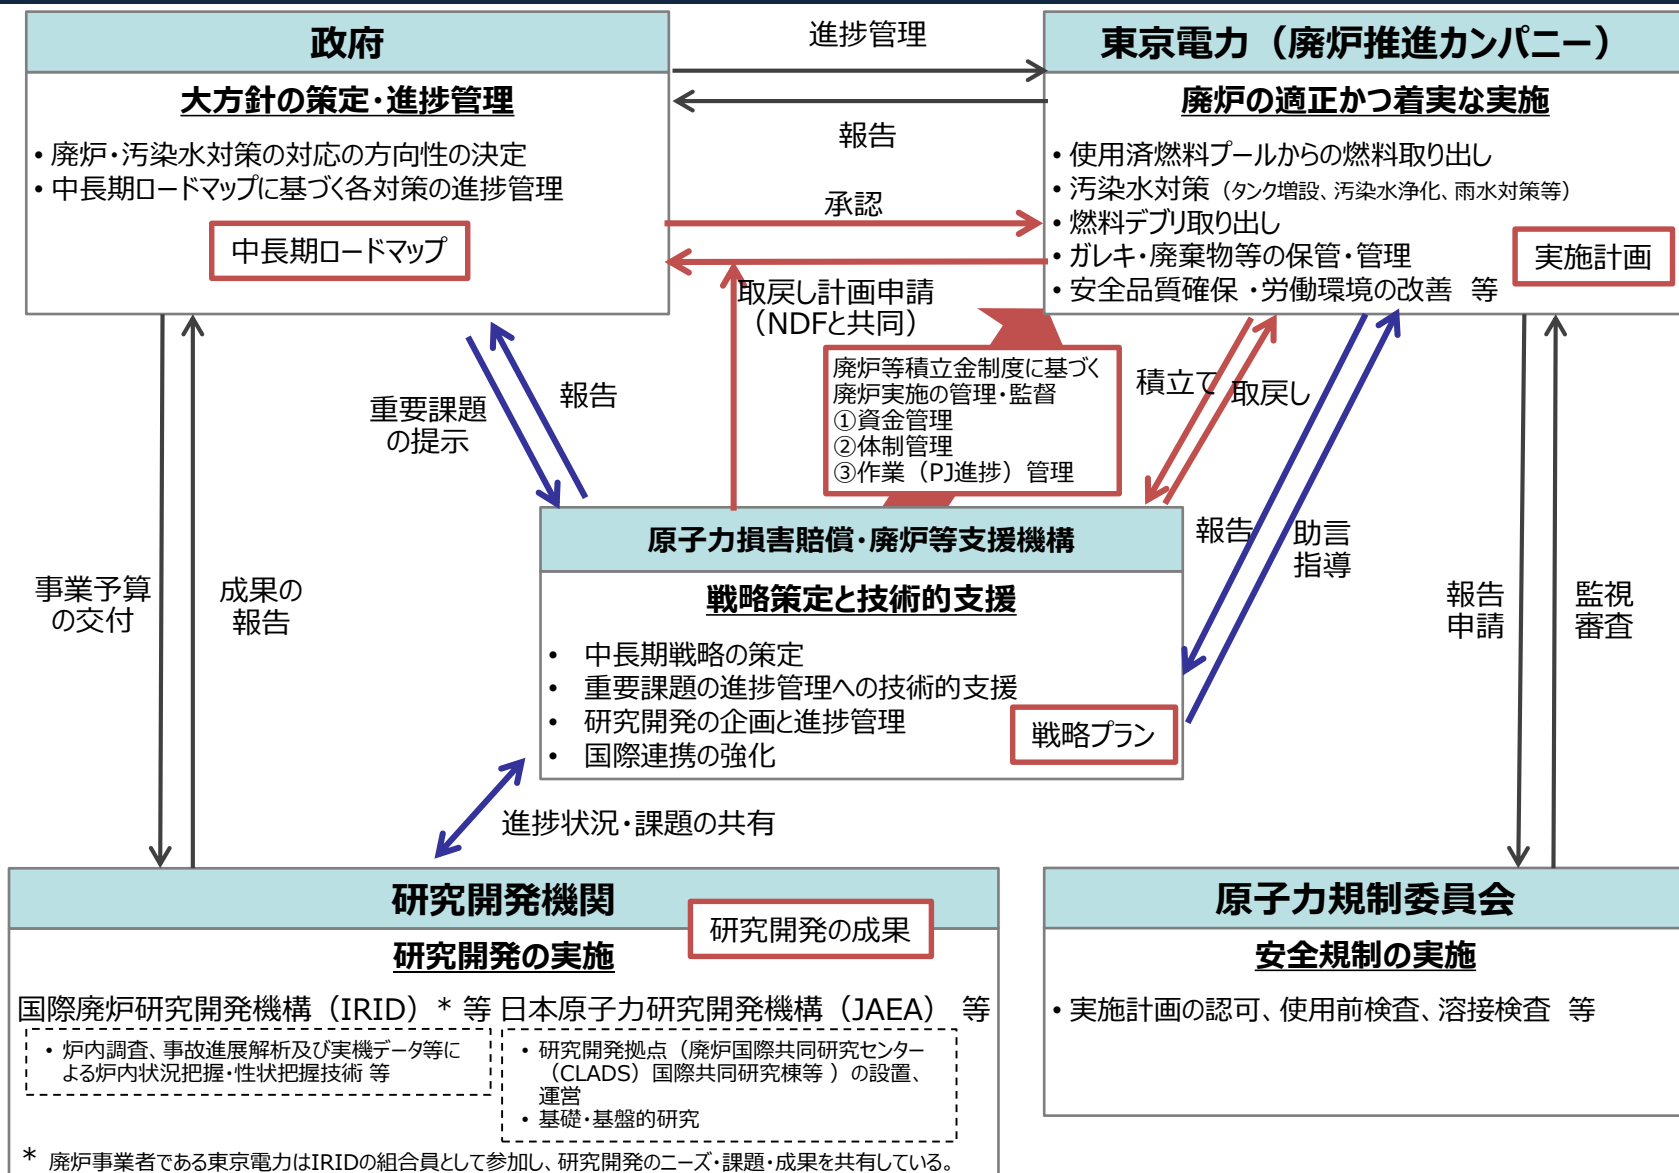 政府
大方針の策定・進捗管理
• 廃炉・汚染水対策の対応の方向性の決定
• 中長期ロードマップに基づく各対策の進捗管理
中長期ロードマップ
進捗管理
報告
承認
取戻し計画申請
（NDFと共同）
東京電力（廃炉推進カンパニー）
廃炉の適正かつ着実な実施
• 使用済燃料プールからの燃料取り出し
• 汚染水対策（タンク増設、汚染水浄化、雨水対策等）
• 燃料デブリ取り出し
• ガレキ・廃棄物等の保管・管理
• 安全品質確保・労働環境の改善 等
実施計画
廃炉等積立金制度に基づく
廃炉実施の管理・監督
①資金管理
②体制管理
③作業（PJ進捗）管理
積立て
取戻し
重要課題
の提示
報告
報告
助言
指導
原子力損害賠償・廃炉等支援機構
戦略策定と技術的支援
• 中長期戦略の策定
• 重要課題の進捗管理への技術的支援
• 研究開発の企画と進捗管理
• 国際連携の強化
戦略プラン
事業予算
の交付
成果の
報告
報告
申請
監視
審査
進捗状況・課題の共有
研究開発機関
研究開発の成果
研究開発の実施
国際廃炉研究開発機構（IRID）* 等
• 炉内調査、事故進展解析及び実機データ等に
よる炉内状況把握・性状把握技術 等
日本原子力研究開発機構（JAEA） 等
• 研究開発拠点（廃炉国際共同研究センター
（CLADS）国際共同研究棟等 ）の設置、
運営
• 基礎・基盤的研究
* 廃炉事業者である東京電力はIRIDの組合員として参加し、研究開発のニーズ・課題・成果を共有している。
原子力規制委員会
安全規制の実施
• 実施計画の認可、使用前検査、溶接検査 等